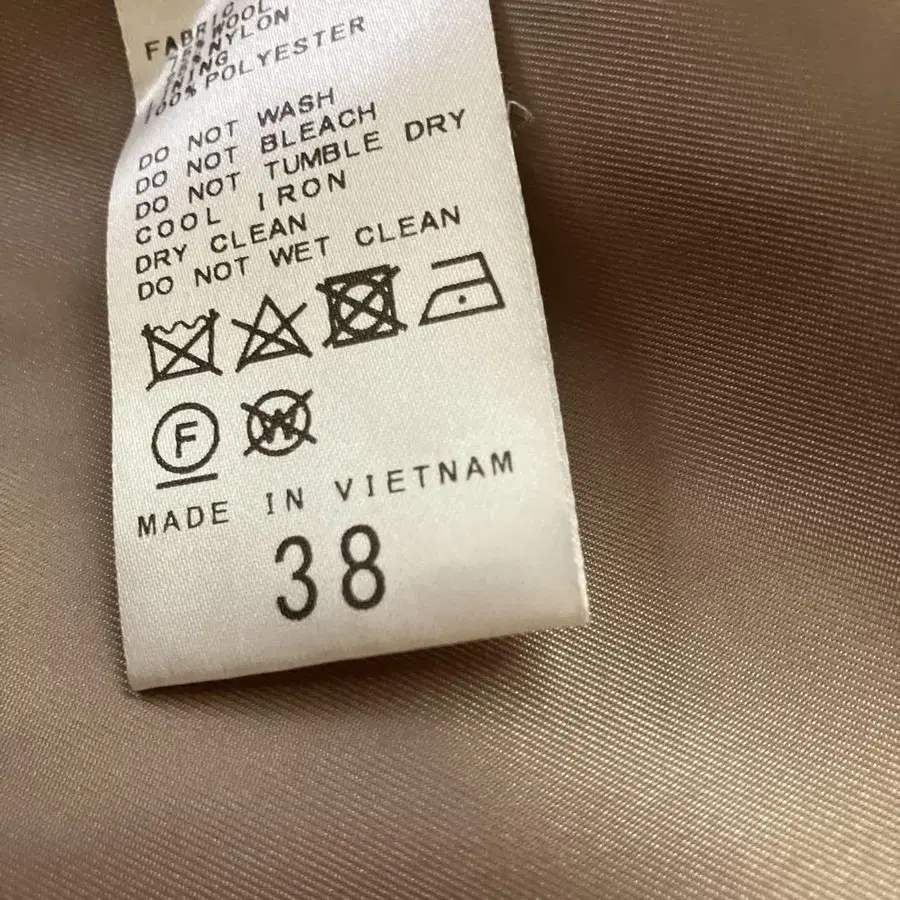 FABRIC
WOOL
NYLON
100% POLYESTER
DO NOT WASH
DO NOT BLEACH
DO NOT TUMBLE DRY
COOL IRON
DRY CLEAN
DO NOT WET CLEAN
F W
MADE IN VIETNAM
38